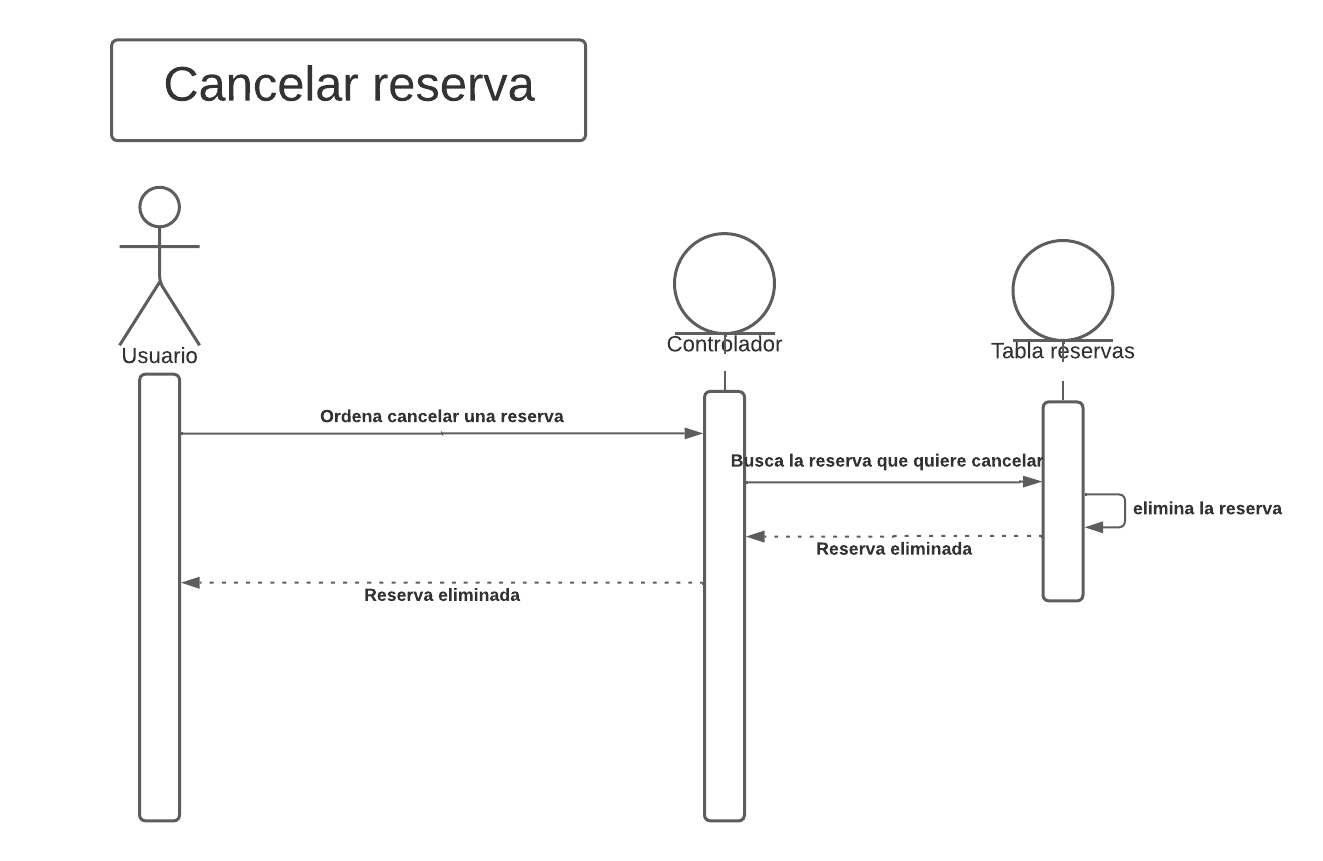 Cancelar reserva
Usuario
Controlador
Tabla reservas
Ordena cancelar una reserva
Busca la reserva que quiere cancelar
elimina la reserva
Reserva eliminada
Reserva eliminada